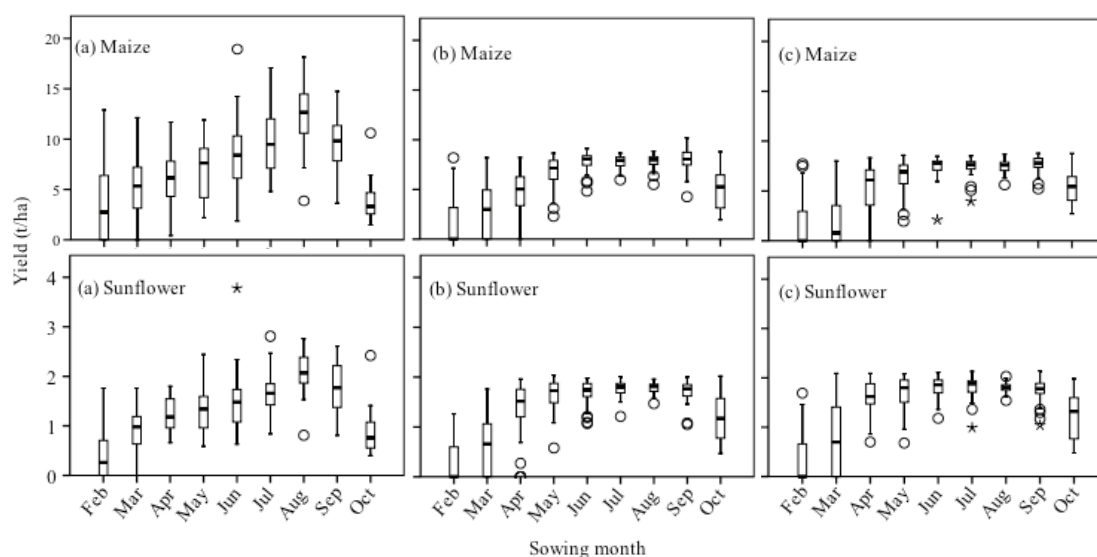 (a) Maize
(b) Maize
(c) Maize
20
15
10
5
0
Yield (t/ha)
(a) Sunflower
(b) Sunflower
(c) Sunflower
4
3
2
1
0
Feb Mar Apr May Jun Jul Aug Sep Oct
Feb Mar Apr May Jun Jul Aug Sep Oct
Feb Mar Apr May Jun Jul Aug Sep Oct
Sowing month